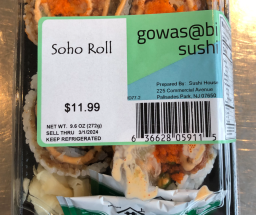 Soho Roll
gowas@bi
sushi
Prepared By: Sushi House
225 Commercial Avenue
Palisades Park, NJ 07650
$11.99
NET WT. 9.6 OZ (272g)
SELL THRU 3/1/2024
KEEP REFRIGERATED
6 36628 05911 5